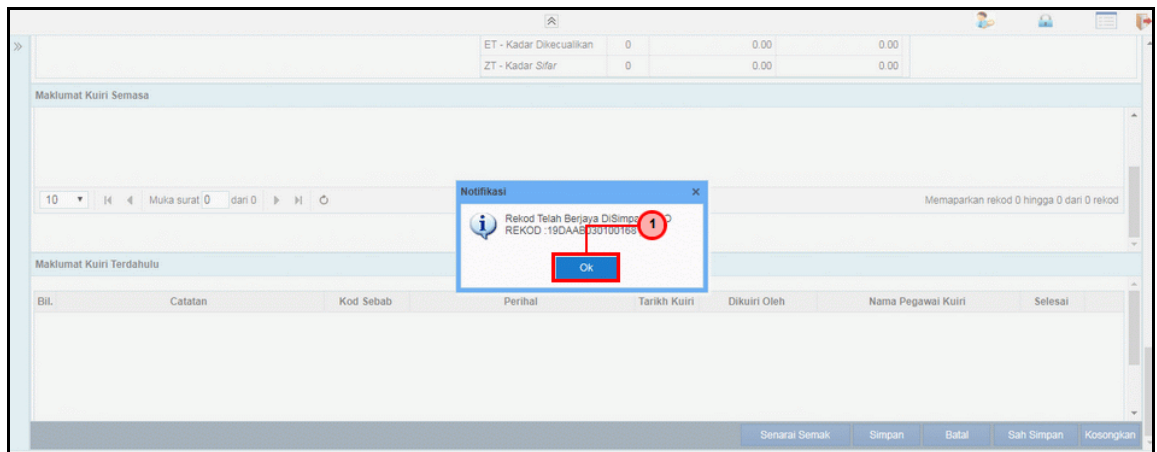 ET - Kadar Dikecualikan 0 0.00 0.00
ZT - Kadar Sifar 0 0.00 0.00
Maklumat Kuiri Semasa
10 Muka surat 0 dari 0 Memaparkan rekod 0 hingga 0 dari 0 rekod
Notifikasi
Rekod Telah Berjaya
REKOD :19DAAB030100168
1
Ok
Maklumat Kuiri Terdahulu
Bil. Catatan Kod Sebab Perihal Tarikh Kuiri Dikuiri Oleh Nama Pegawai Kuiri Selesai
Senarai Semak Simpan Batal Sah Simpan Kosongkan